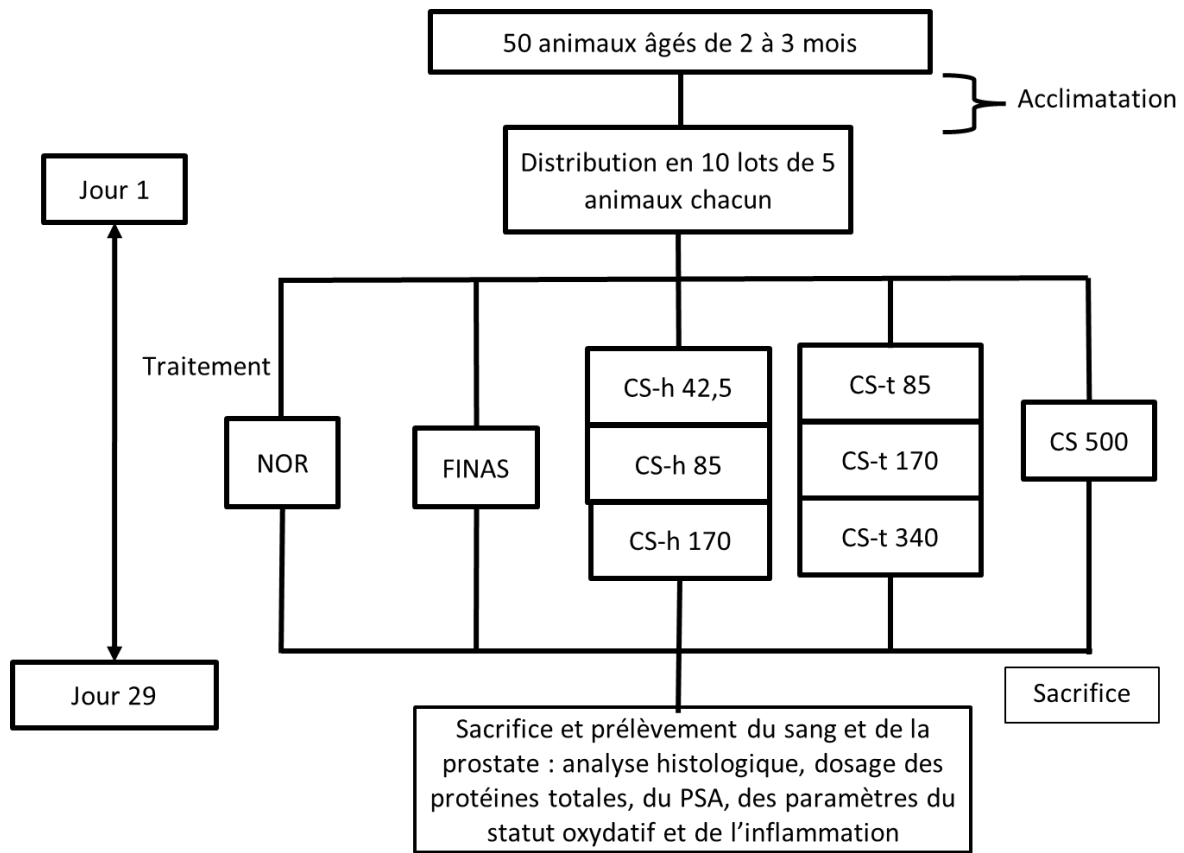 50 animaux âgés de 2 à 3 mois
Acclimatation
Distribution en 10 lots de 5
animaux chacun
Jour 1
Traitement
NOR
FINAS
CS-h 42,5
CS-h 85
CS-h 170
CS-t 85
CS-t 170
CS-t 340
CS 500
Jour 29
Sacrifice
Sacrifice et prélèvement du sang et de la
prostate : analyse histologique, dosage des
protéines totales, du PSA, des paramètres du
statut oxydatif et de l’inflammation